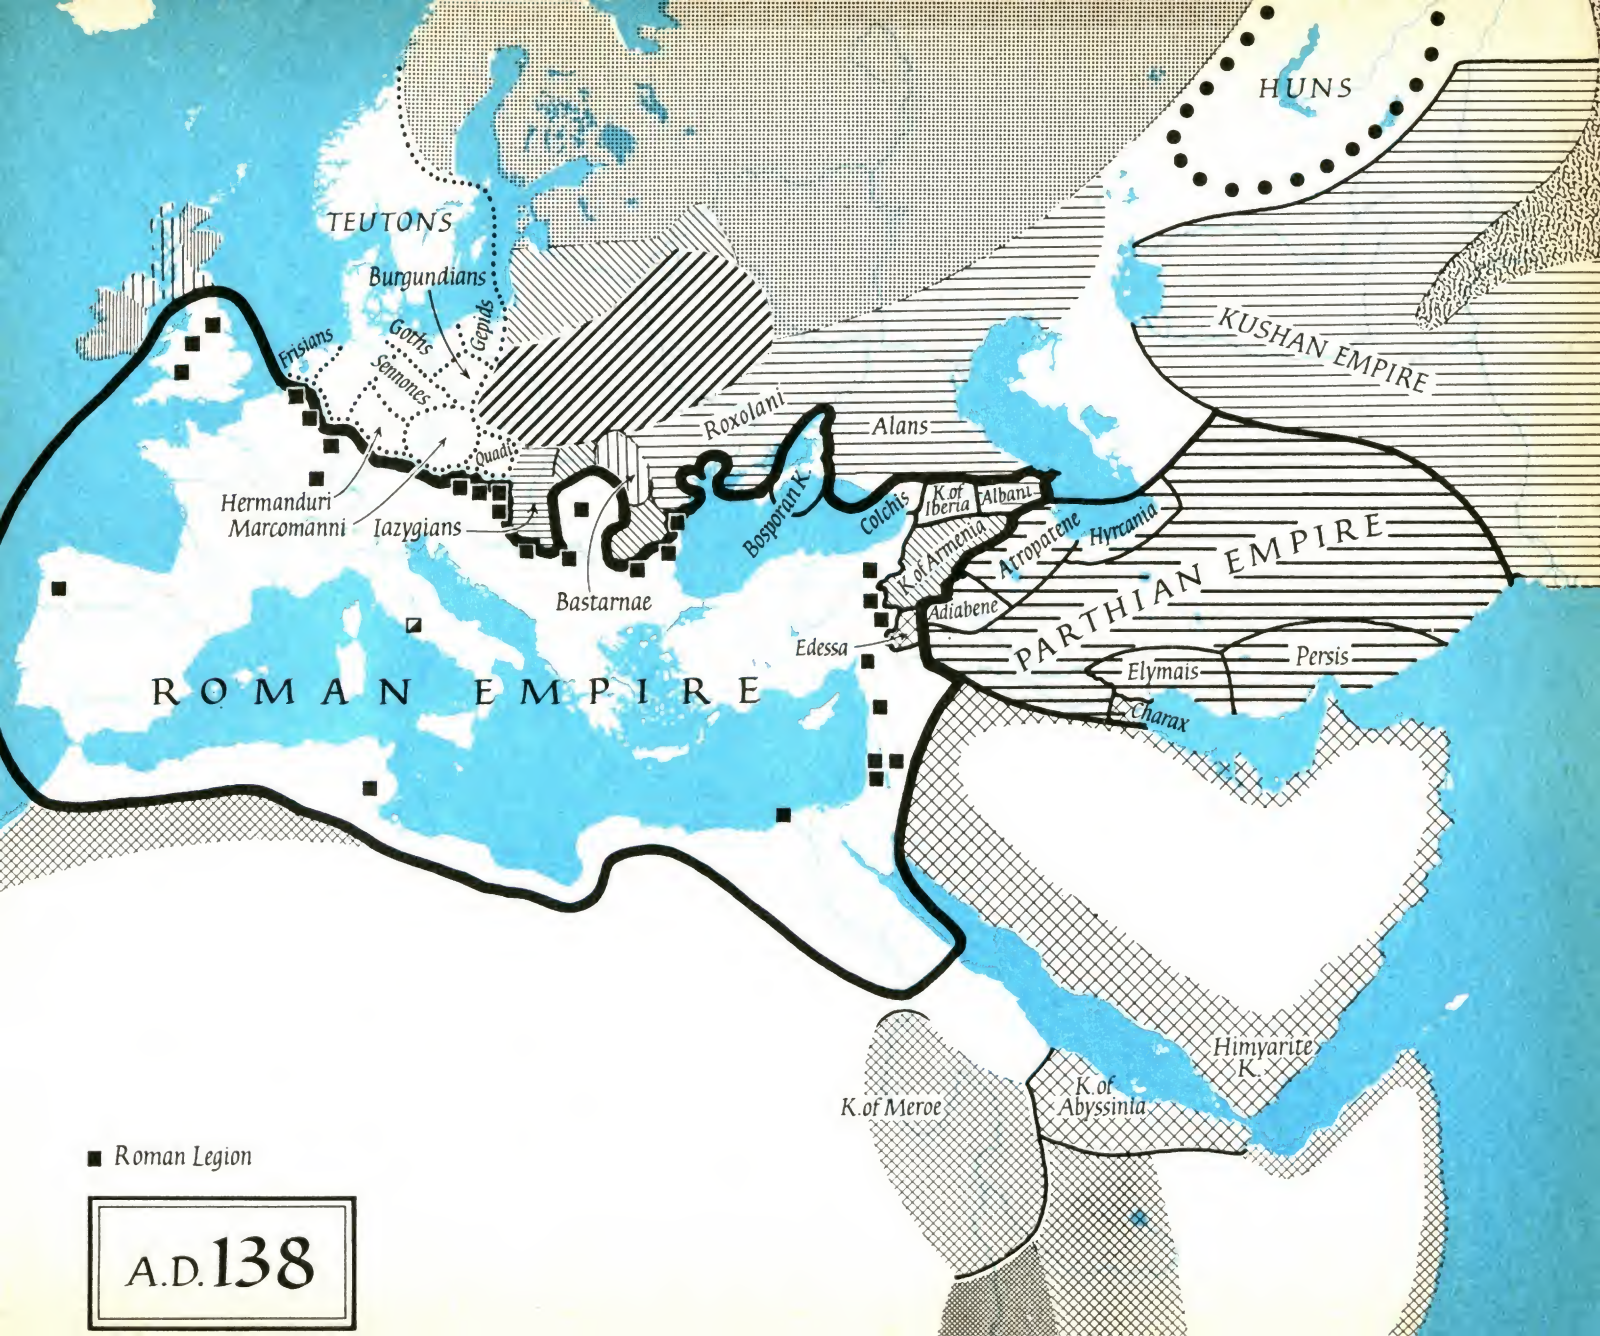 HUNS
TEUTONS
Burgundians
Gepids
Goths
Frisians
Sennones
KUSHAN EMPIRE
Roxolani
Alans
Quadi
Hermanduri
Marcomanni
Iazygians
Bosporan K.
Colchis
K. of
Iberia
Albani
K. of Armenia
Atropatene
Hyrcania
PARTHIAN EMPIRE
Bastarnae
Adiabene
Edessa
Elymais
Persis
Charax
ROMAN EMPIRE
Himyarite
K.
K. of Meroe
K. of
Abyssinia
Roman Legion
A.D. 138